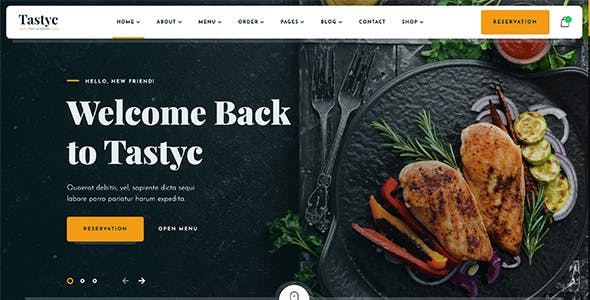 Tastyc
HOME ABOUT MENU ORDER PAGES BLOG CONTACT SHOP
RESERVATION
HELLO, NEW FRIEND!
Welcome Back
to Tastyc
Quaerat debitis, vel, sapiente dicta sequi
labore porro pariatur harum expedita.
RESERVATION OPEN MENU